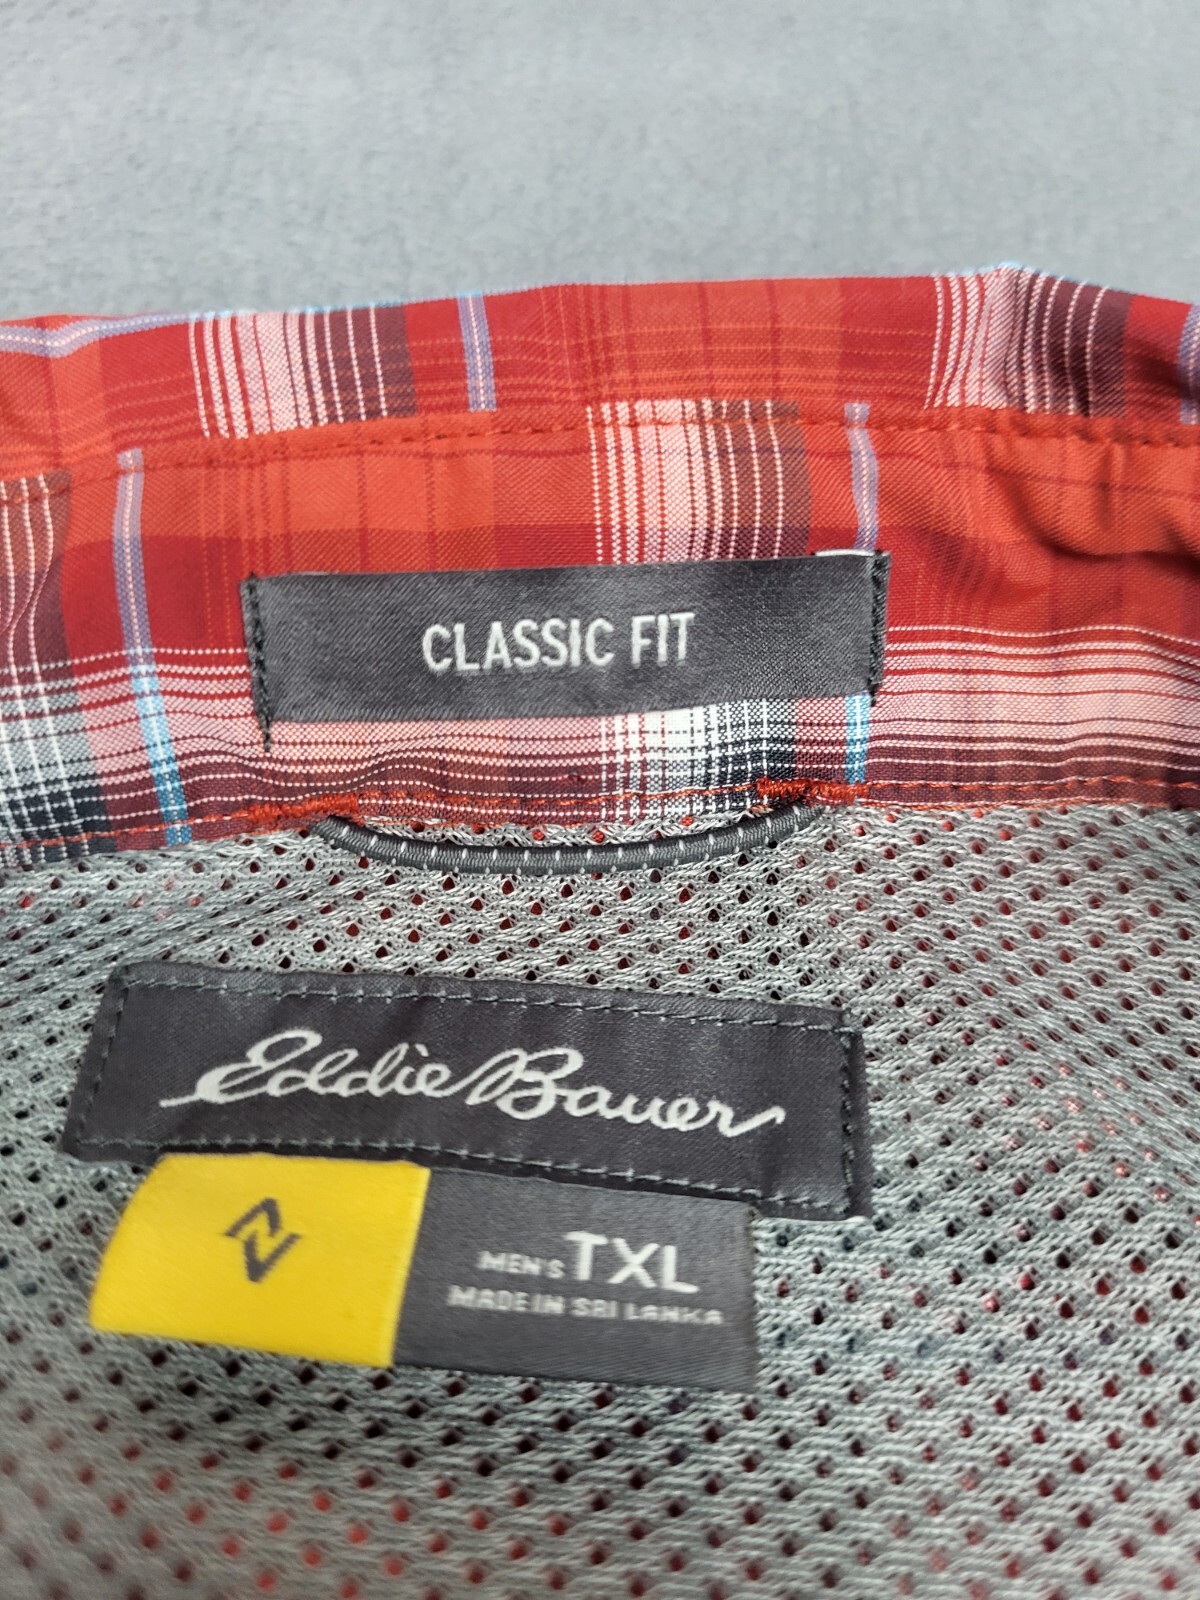 CLASSIC FIT
Eddie Bauer
MEN'S TXL
MADE IN SRI LANKA